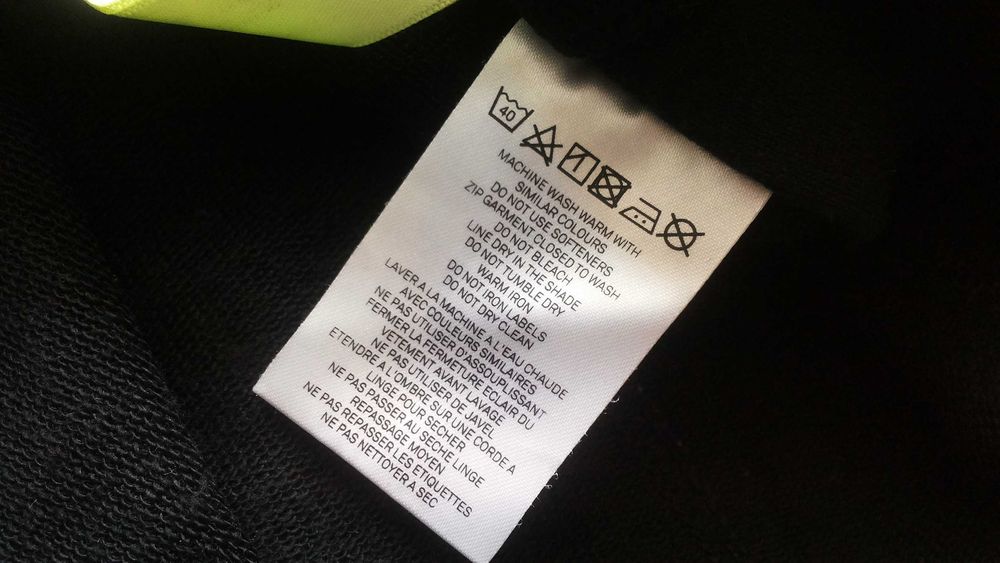 40
MACHINE WASH WARM WITH
SIMILAR COLOURS
DO NOT USE SOFTENERS
ZIP GARMENT CLOSED TO WASH
DO NOT BLEACH
LINE DRY IN THE SHADE
DO NOT TUMBLE DRY
WARM IRON
DO NOT IRON LABELS
DO NOT DRY CLEAN
LAVER A LA MACHINE A L'EAU CHAUDE
AVEC COULEURS SIMILAIRES
NE PAS UTILISER D'ASSOUPLISSANT
FERMER LA FERMETURE ECLAIR DU
VETEMENT AVANT LAVAGE
NE PAS UTILISER DE JAVEL
ETENDRE A L'OMBRE SUR UNE CORDE A
LINGE POUR SECHER
NE PAS PASSER AU SECHE LINGE
REPASSAGE MOYEN
NE PAS REPASSER LES ETIQUETTES
NE PAS NETTOYER A SEC